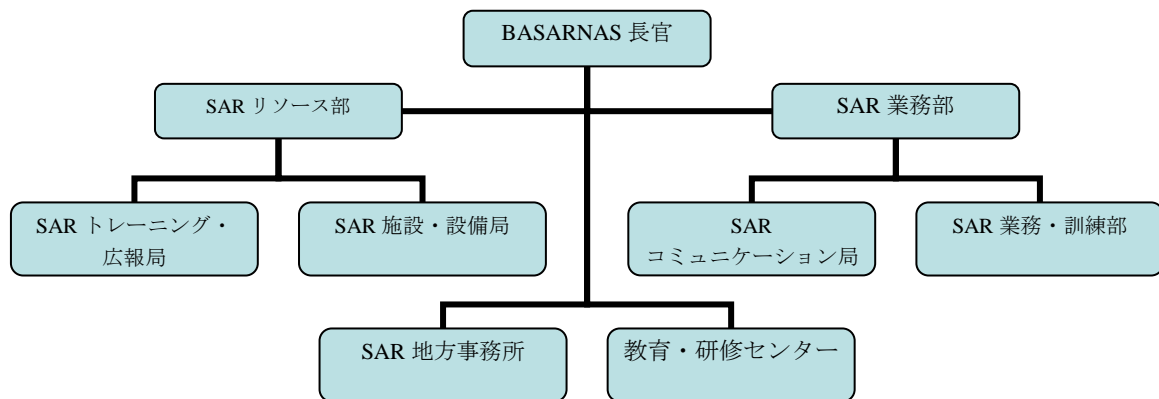 BASARNAS 長官
SAR リソース部
SAR 業務部
SAR トレーニング・
広報局
SAR 施設・設備局
SAR
コミュニケーション局
SAR 業務・訓練部
SAR 地方事務所
教育・研修センター